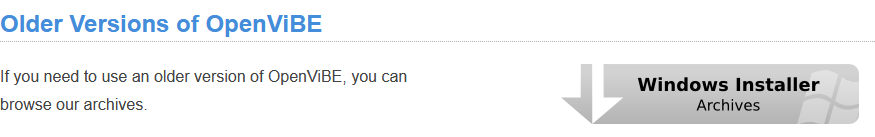 Older Versions of OpenViBE
If you need to use an older version of OpenViBE, you can
browse our archives.
Windows Installer
Archives